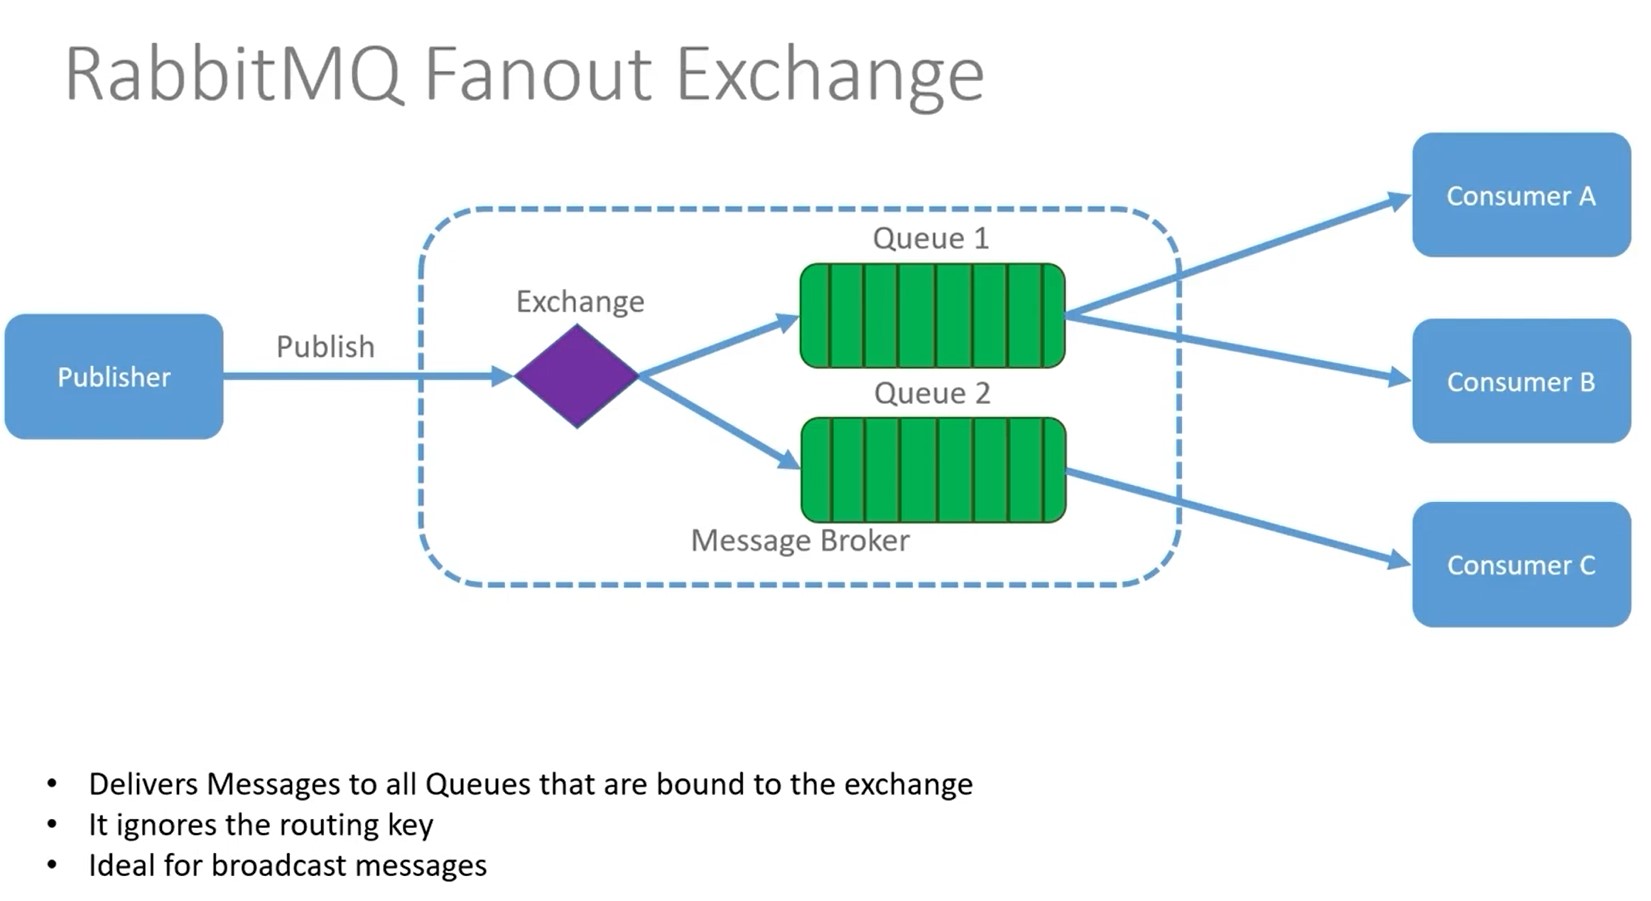 RabbitMQ Fanout Exchange
Publisher
Publish
Exchange
Queue 1
Queue 2
Message Broker
Consumer A
Consumer B
Consumer C
• Delivers Messages to all Queues that are bound to the exchange
• It ignores the routing key
• Ideal for broadcast messages